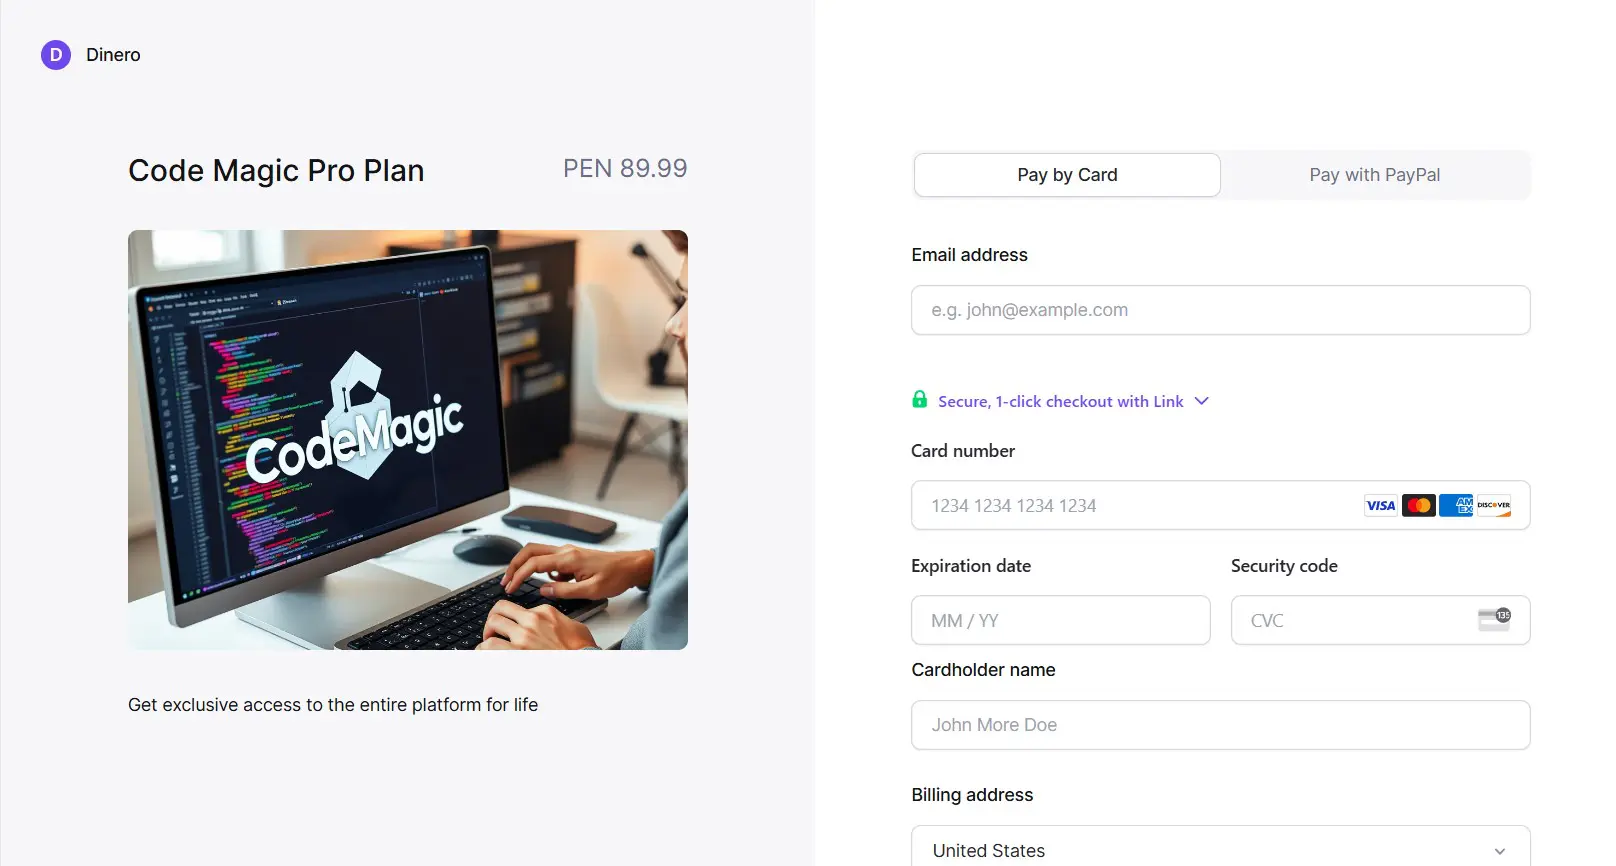 D Dinero
Code Magic Pro Plan
PEN 89.99
CodeMagic
Get exclusive access to the entire platform for life
Pay by Card
Pay with PayPal
Email address
e.g. john@example.com
Secure, 1-click checkout with Link
Card number
1234 1234 1234 1234
VISA
AM
EX
DISCOVER
Expiration date
Security code
MM / YY
CVC
135
Cardholder name
John More Doe
Billing address
United States